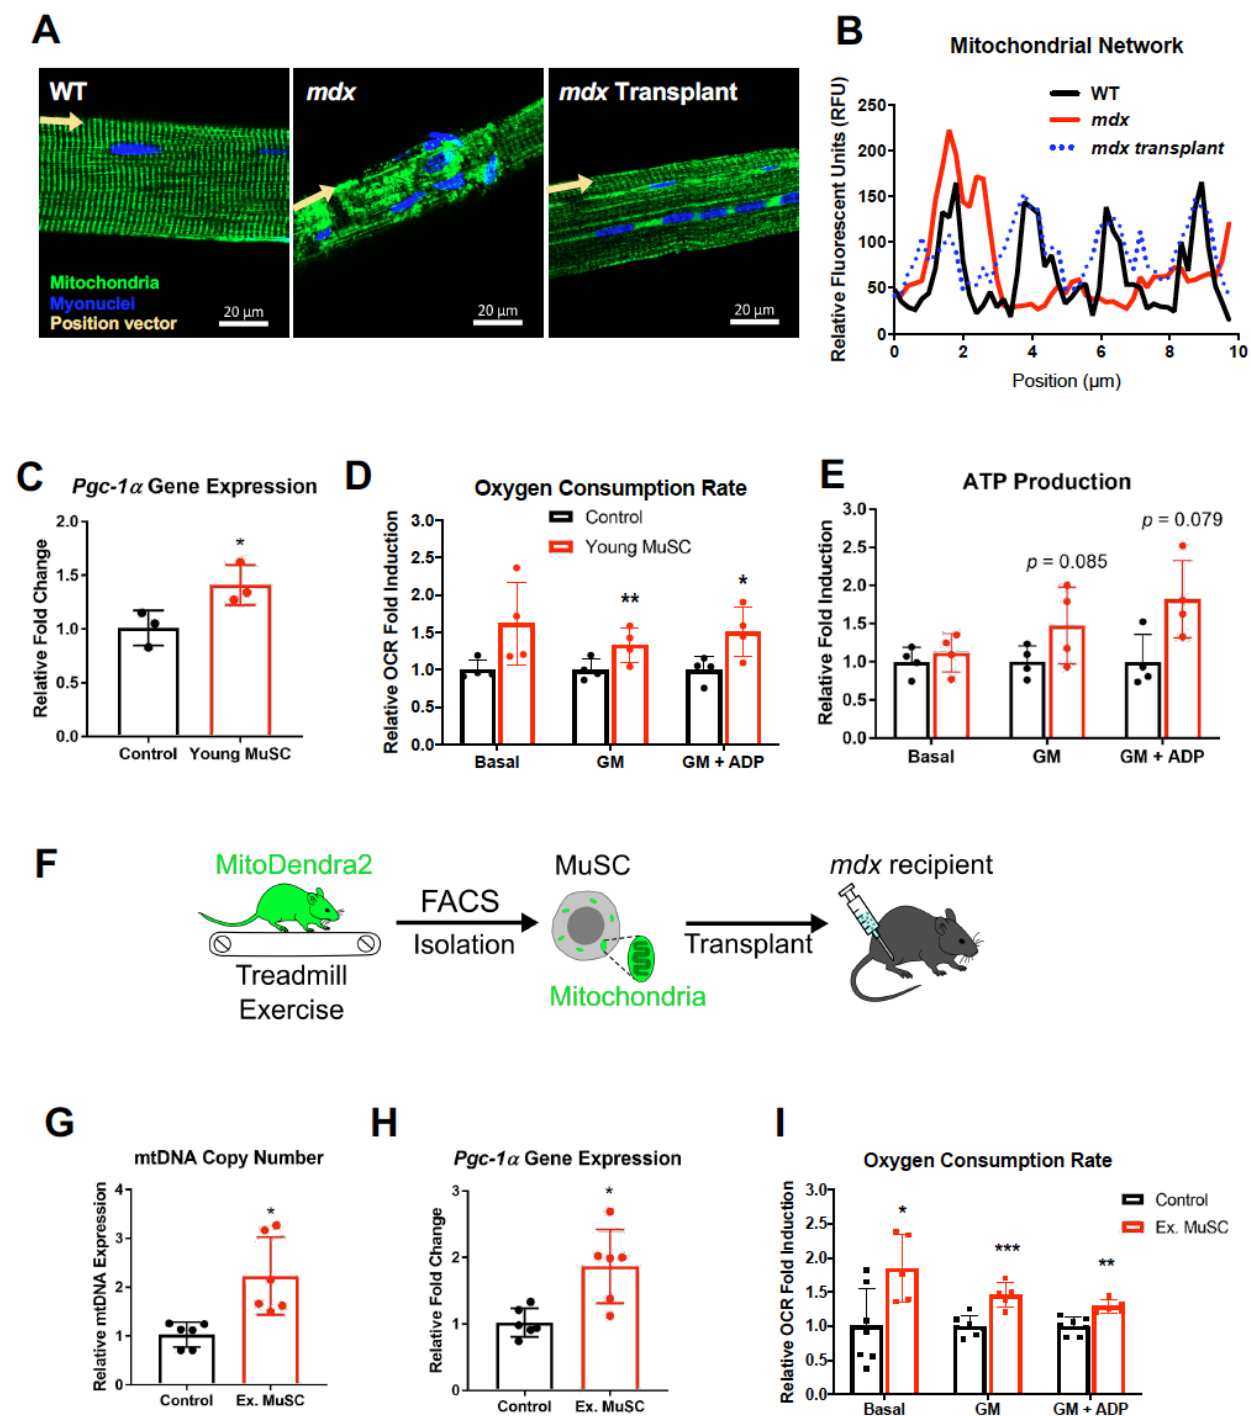 A
WT
mdx
mdx Transplant
Mitochondria
Myonuclei
Position vector
20 µm
20 µm
20 µm
B
Mitochondrial Network
WT
mdx
mdx transplant
Relative Fluorescent Units (RFU)
250
200
150
100
50
0
0 2 4 6 8 10
Position (µm)
C
Pgc-1α Gene Expression
Relative Fold Change
2.0
1.5
1.0
0.5
0.0
*
Control Young MuSC
D
Oxygen Consumption Rate
Control
Young MuSC
Relative OCR Fold Induction
3.0
2.5
2.0
1.5
1.0
0.5
0.0
**
*
Basal GM GM + ADP
E
ATP Production
Relative Fold Induction
3.0
2.5
2.0
1.5
1.0
0.5
0.0
p = 0.085
p = 0.079
Basal GM GM + ADP
F
MitoDendra2
Treadmill
Exercise
FACS
Isolation
MuSC
Mitochondria
Transplant
mdx recipient
G
mtDNA Copy Number
Relative mtDNA Expression
4
3
2
1
0
*
Control Ex. MuSC
H
Pgc-1α Gene Expression
Relative Fold Change
3
2
1
0
*
Control Ex. MuSC
I
Oxygen Consumption Rate
Control
Ex. MuSC
Relative OCR Fold Induction
3.0
2.5
2.0
1.5
1.0
0.5
0.0
*
***
**
Basal GM GM + ADP